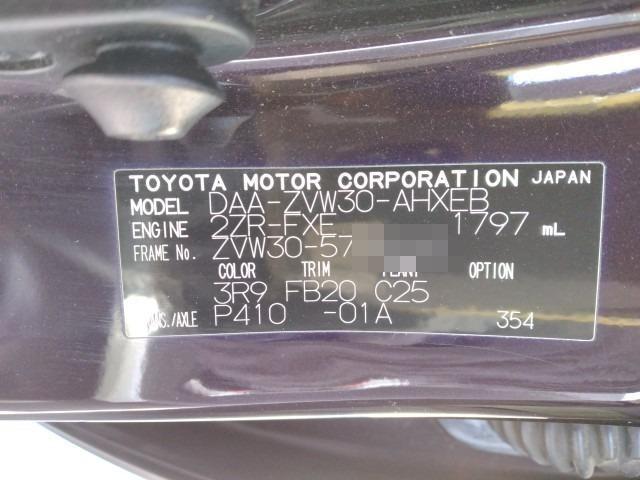 TOYOTA MOTOR CORPORATION JAPAN
MODEL DAA-ZVW30-AHXEB
ENGINE 2ZR-FXE 1797 mL
FRAME No. ZVW30-57
COLOR TRIM OPTION
3R9 FB20 C25
P410 -01A 354